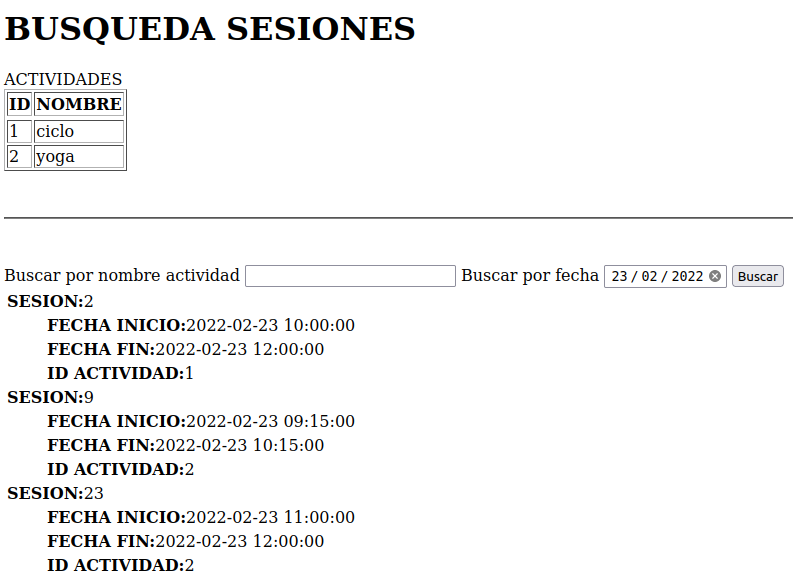 BUSQUEDA SESIONES
ACTIVIDADES
ID NOMBRE
1 ciclo
2 yoga
Buscar por nombre actividad Buscar por fecha 23 / 02 / 2022 Buscar
SESION:2
FECHA INICIO:2022-02-23 10:00:00
FECHA FIN:2022-02-23 12:00:00
ID ACTIVIDAD:1
SESION:9
FECHA INICIO:2022-02-23 09:15:00
FECHA FIN:2022-02-23 10:15:00
ID ACTIVIDAD:2
SESION:23
FECHA INICIO:2022-02-23 11:00:00
FECHA FIN:2022-02-23 12:00:00
ID ACTIVIDAD:2